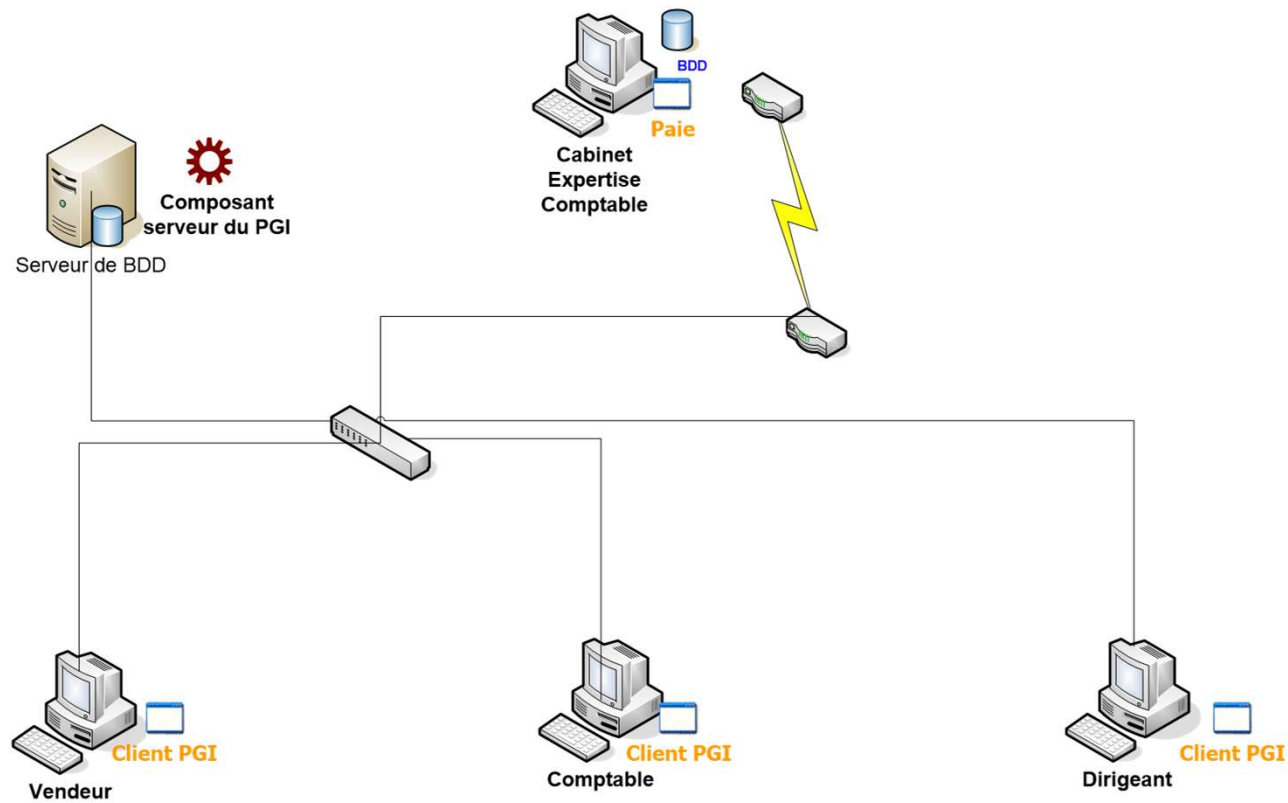 BDD
Paie
Cabinet
Expertise
Comptable
Composant
serveur du PGI
Serveur de BDD
Client PGI
Vendeur
Client PGI
Comptable
Client PGI
Dirigeant